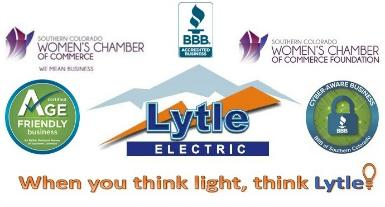 SOUTHERN COLORADO
WOMEN'S CHAMBER
OF COMMERCE
WE MEAN BUSINESS
BBB
ACCREDITED
BUSINESS
SOUTHERN COLORADO
WOMEN'S CHAMBER
OF COMMERCE FOUNDATION
certified
AGE
FRIENDLY
business
Lytle
ELECTRIC
CYBER-AWARE BUSINESS
BBB
BBB of Southern Colorado
When you think light, think Lytle